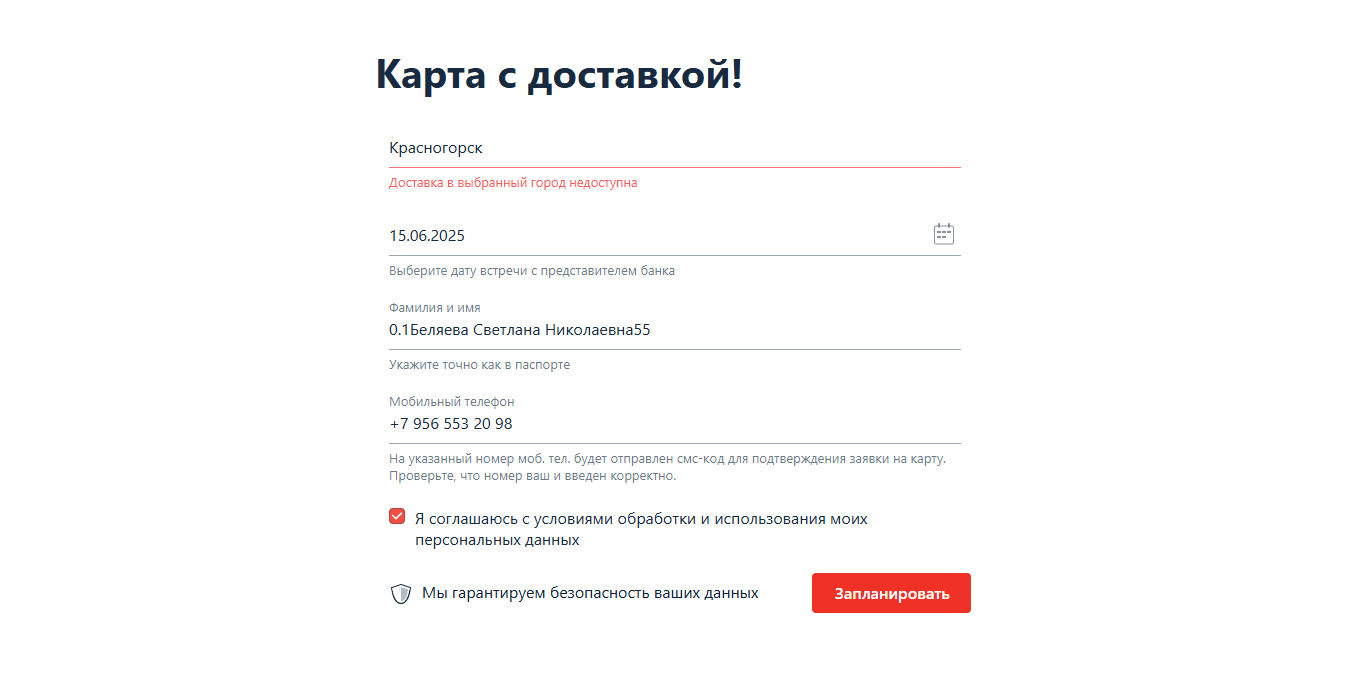 Карта с доставкой!
Красногорск
Доставка в выбранный город недоступна
15.06.2025
Выберите дату встречи с представителем банка
Фамилия и имя
0.1Беляева Светлана Николаевна55
Укажите точно как в паспорте
Мобильный телефон
+7 956 553 20 98
На указанный номер моб. тел. будет отправлен смс-код для подтверждения заявки на карту.
Проверьте, что номер ваш и введен корректно.
Я соглашаюсь с условиями обработки и использования моих
персональных данных
Мы гарантируем безопасность ваших данных
Запланировать